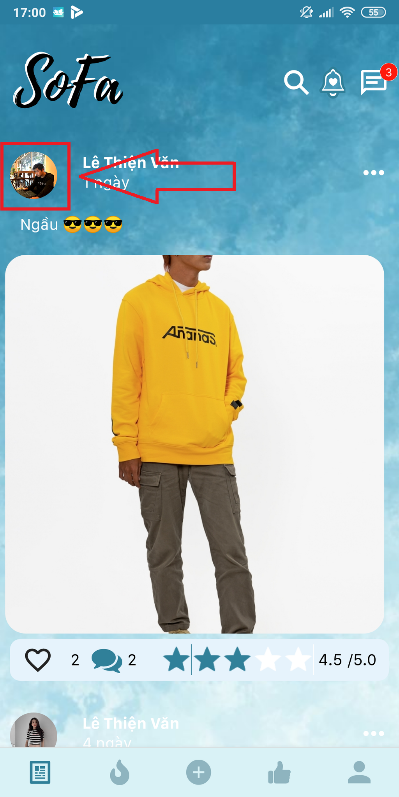 17:00
55
SoFa
3
Lê Thiện Văn
1 ngày
Ngầu 😎😎😎
Ananas
2
2
4.5 /5.0
Lê Thiện Văn
4 ngày